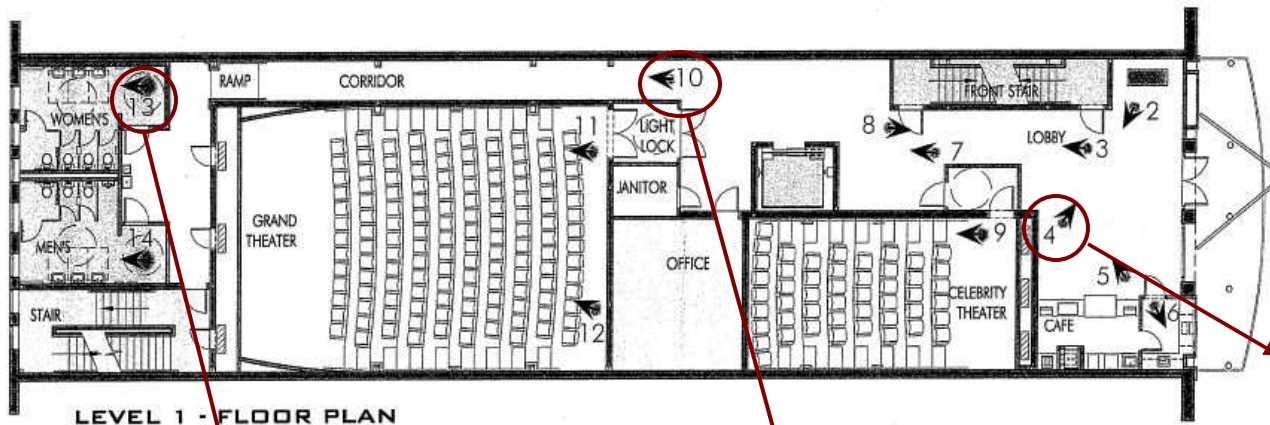 RAMP
CORRIDOR
10
FRONT STAIR
2
13
WOMEN'S
11
LIGHT
LOCK
8
7
LOBBY
3
JANITOR
GRAND
THEATER
MEN'S
14
4
9
OFFICE
5
CELEBRITY
THEATER
6
STAIR
12
CAFE
LEVEL 1 - FLOOR PLAN